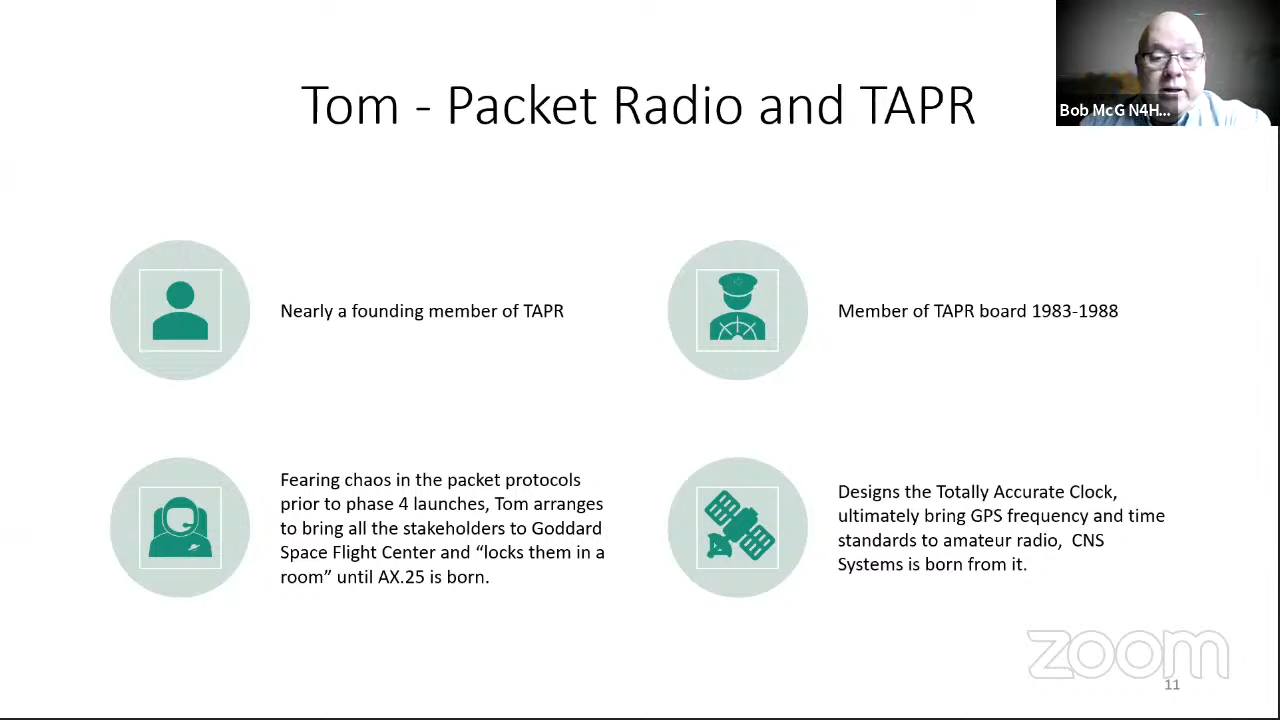 Tom - Packet Radio and TAPR
Bob McG N4H...
Nearly a founding member of TAPR
Member of TAPR board 1983-1988
Fearing chaos in the packet protocols
prior to phase 4 launches, Tom arranges
to bring all the stakeholders to Goddard
Space Flight Center and “locks them in a
room” until AX.25 is born.
Designs the Totally Accurate Clock,
ultimately bring GPS frequency and time
standards to amateur radio,  CNS
Systems is born from it.
zoom
11